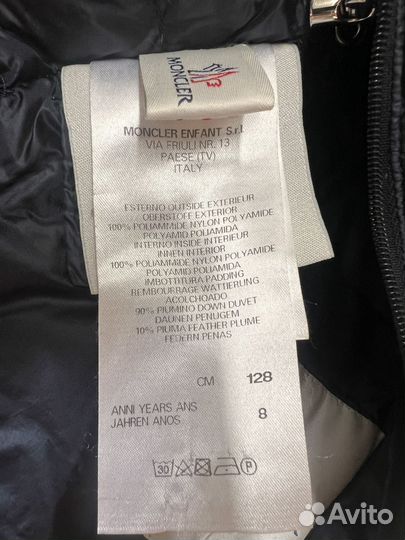 MONCLER
MONCLER ENFANT S.r.l.
VIA FRIULI NR. 13
PAESE (TV)
ITALY
ESTERNO OUTSIDE EXTERIEUR
OBERSTOFF EXTERIOR
100% POLIAMMIDE NYLON POLYAMIDE
POLYAMID POLIAMIDA
INTERNO INSIDE INTERIEUR
INNEN INTERIOR
100% POLIAMMIDE NYLON POLYAMIDE
POLYAMID POLIAMIDA
IMBOTTITURA PADDING
REMBOURRAGE WATTIERUNG
ACOLCHOADO
90% PIUMINO DOWN DUVET
DAUNEN PENUGEM
10% PIUMA FEATHER PLUME
FEDERN PENAS
CM 128
ANNI YEARS ANS
JAHREN ANOS 8
30 P
Avito